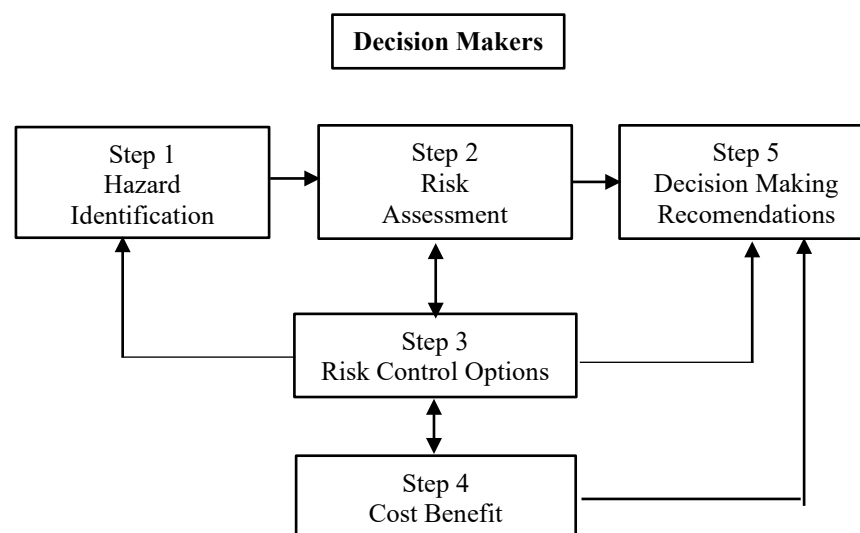 Decision Makers
Step 1
Hazard
Identification
Step 2
Risk
Assessment
Step 5
Decision Making
Recomendations
Step 3
Risk Control Options
Step 4
Cost Benefit